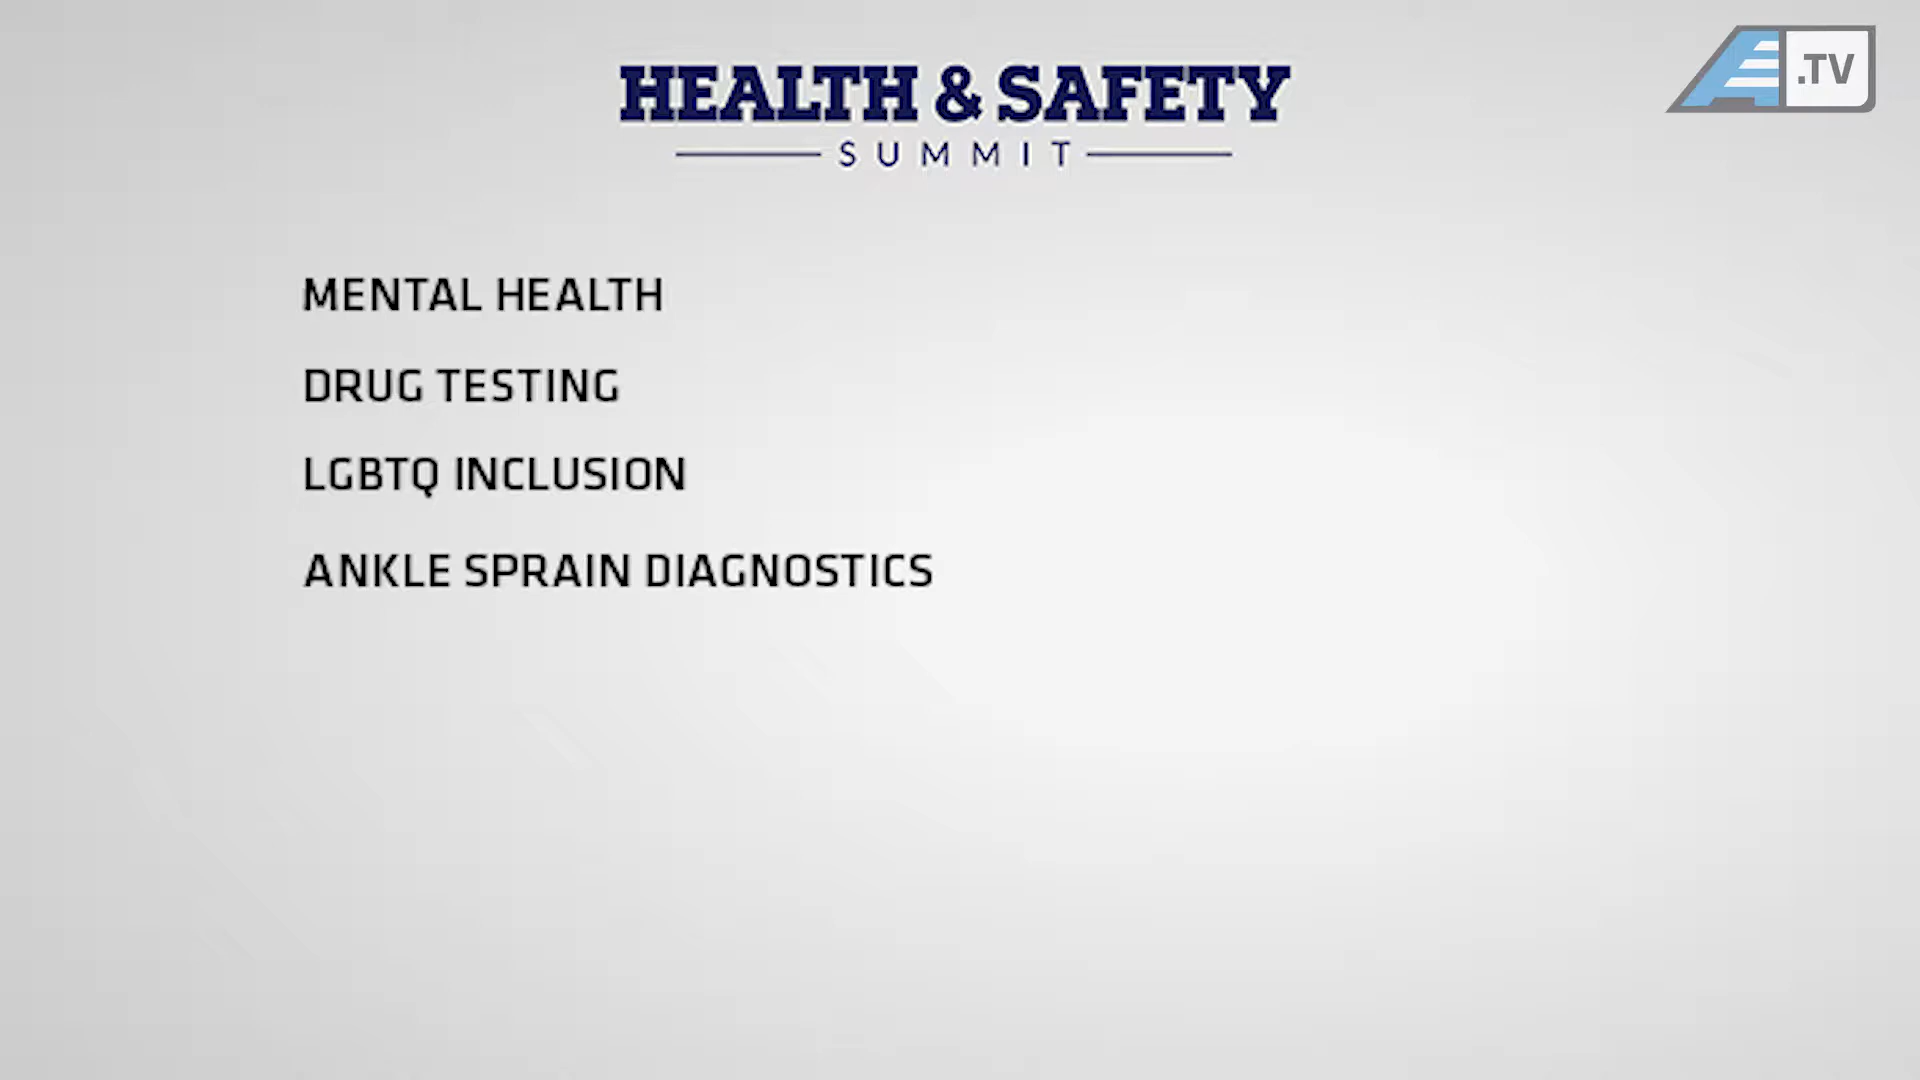 HEALTH & SAFETY
SUMMIT
.TV
MENTAL HEALTH
DRUG TESTING
LGBTQ INCLUSION
ANKLE SPRAIN DIAGNOSTICS